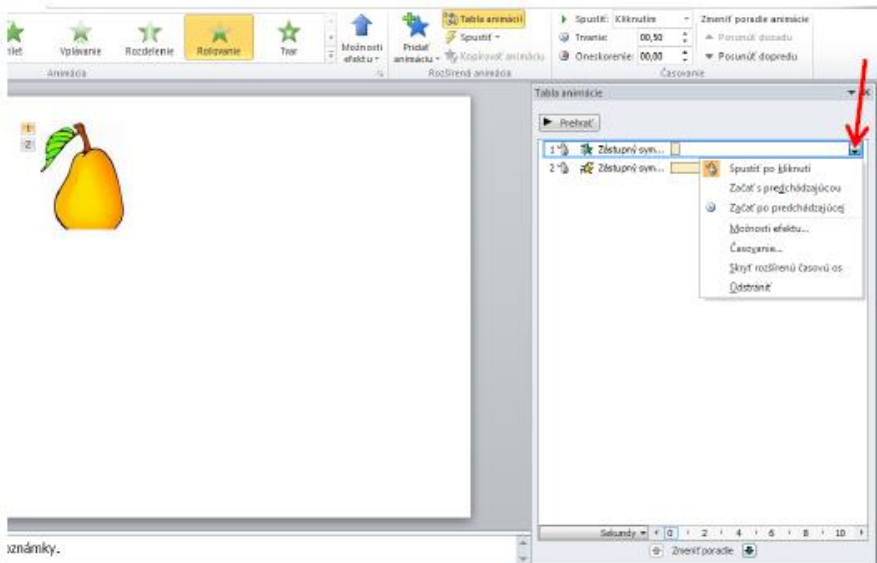 Tabla animácií
Spustiť: Kliknutím
Zmeniť poradie animácie
Spustiť
Trvanie: 00,50
Posunúť dozadu
Vplávanie Rozdelenie Rolovanie Tvar
Možnosti efektu
Pridať animáciu
Kopírovať animáciu
Oneskorenie: 00,00
Posunúť dopredu
Animácia
Rozšírená animácia
Časovanie
Tabla animácie
Prehrať
1
2
1 Zástupný sym...
2 Zástupný sym...
Spustiť po kliknutí
Začať s predchádzajúcou
Začať po predchádzajúcej
Možnosti efektu...
Časovanie...
Skryť rozšírenú časovú os
Odstrániť
Sekundy 0 2 4 6 8 10
Zmeniť poradie
oznámky.